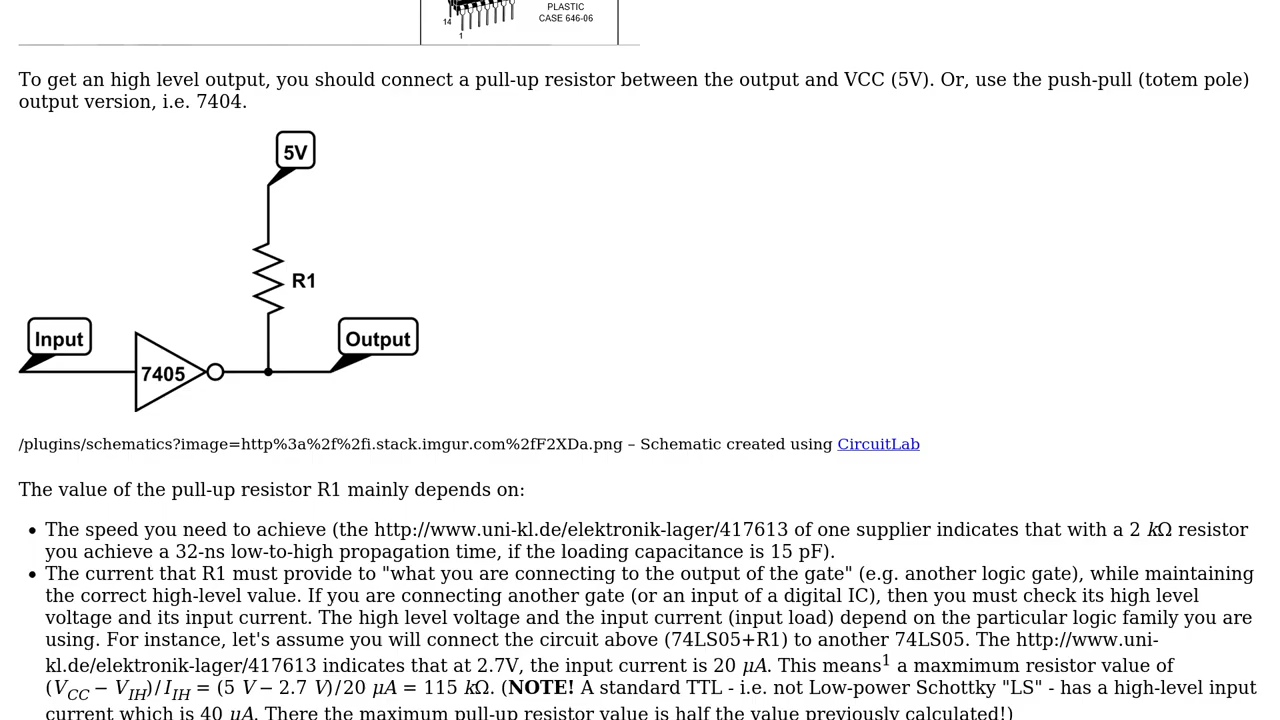 PLASTIC
CASE 646-06
14
1
To get an high level output, you should connect a pull-up resistor between the output and VCC (5V). Or, use the push-pull (totem pole)
output version, i.e. 7404.
5V
R1
Input
Output
7405
/plugins/schematics?image=http%3a%2f%2fi.stack.imgur.com%2fF2XDa.png – Schematic created using CircuitLab
The value of the pull-up resistor R1 mainly depends on:
• The speed you need to achieve (the http://www.uni-kl.de/elektronik-lager/417613 of one supplier indicates that with a 2 kΩ resistor
you achieve a 32-ns low-to-high propagation time, if the loading capacitance is 15 pF).
• The current that R1 must provide to "what you are connecting to the output of the gate" (e.g. another logic gate), while maintaining
the correct high-level value. If you are connecting another gate (or an input of a digital IC), then you must check its high level
voltage and its input current. The high level voltage and the input current (input load) depend on the particular logic family you are
using. For instance, let's assume you will connect the circuit above (74LS05+R1) to another 74LS05. The http://www.uni-
kl.de/elektronik-lager/417613 indicates that at 2.7V, the input current is 20 μA. This means¹ a maxmimum resistor value of
(V_CC − V_IH)/I_IH = (5 V − 2.7 V)/20 μA = 115 kΩ. (NOTE! A standard TTL - i.e. not Low-power Schottky "LS" - has a high-level input
current which is 40 μA. There the maximum pull-up resistor value is half the value previously calculated!)